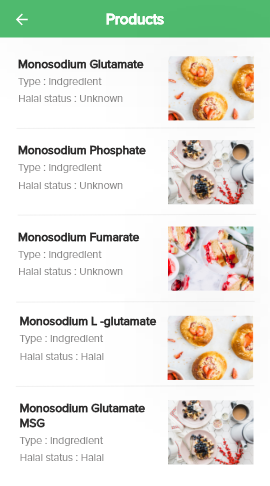 Products
Monosodium Glutamate
Type : Indgredient
Halal status : Unknown
Monosodium Phosphate
Type : Indgredient
Halal status : Unknown
Monosodium Fumarate
Type : Indgredient
Halal status : Unknown
Monosodium L -glutamate
Type : Indgredient
Halal status : Halal
Monosodium Glutamate
MSG
Type : Indgredient
Halal status : Halal